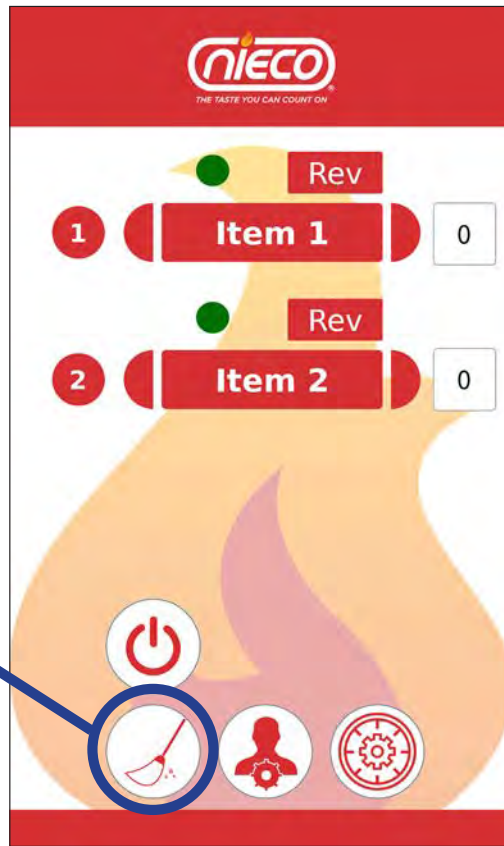 NIECO
THE TASTE YOU CAN COUNT ON
Rev
1 Item 1 0
Rev
2 Item 2 0